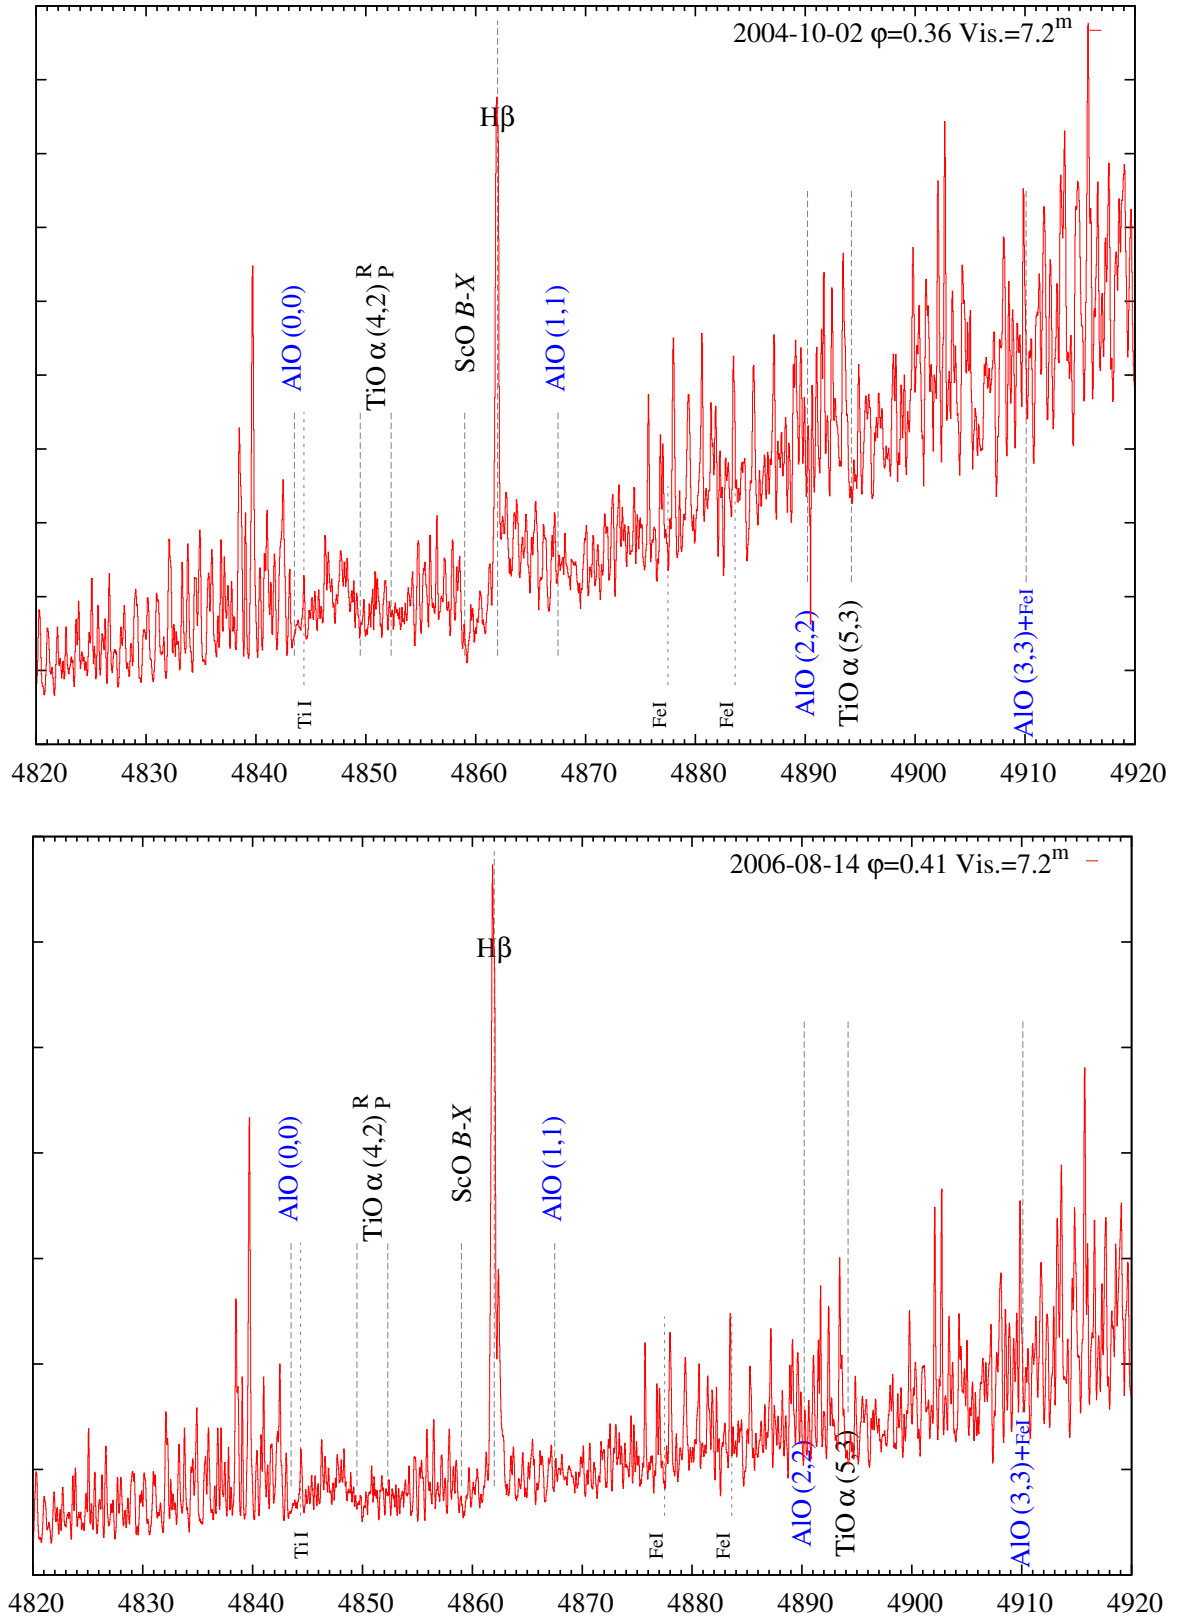 2004-10-02 φ=0.36 Vis.=7.2m
Hβ
AlO (0,0)
TiO α (4,2) R P
ScO B-X
AlO (1,1)
Ti I
FeI
FeI
AlO (2,2)
TiO α (5,3)
AlO (3,3)+FeI
4820 4830 4840 4850 4860 4870 4880 4890 4900 4910 4920
2006-08-14 φ=0.41 Vis.=7.2m
Hβ
AlO (0,0)
TiO α (4,2) R P
ScO B-X
AlO (1,1)
Ti I
FeI
FeI
AlO (2,2)
TiO α (5,3)
AlO (3,3)+FeI
4820 4830 4840 4850 4860 4870 4880 4890 4900 4910 4920